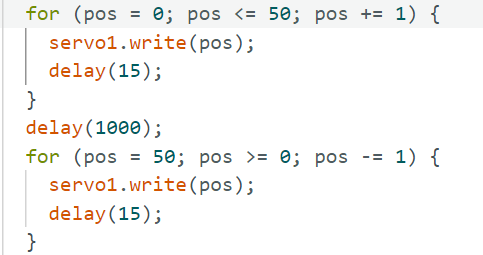 for (pos = 0; pos <= 50; pos += 1) {
  servo1.write(pos);
  delay(15);
}
delay(1000);
for (pos = 50; pos >= 0; pos -= 1) {
  servo1.write(pos);
  delay(15);
}